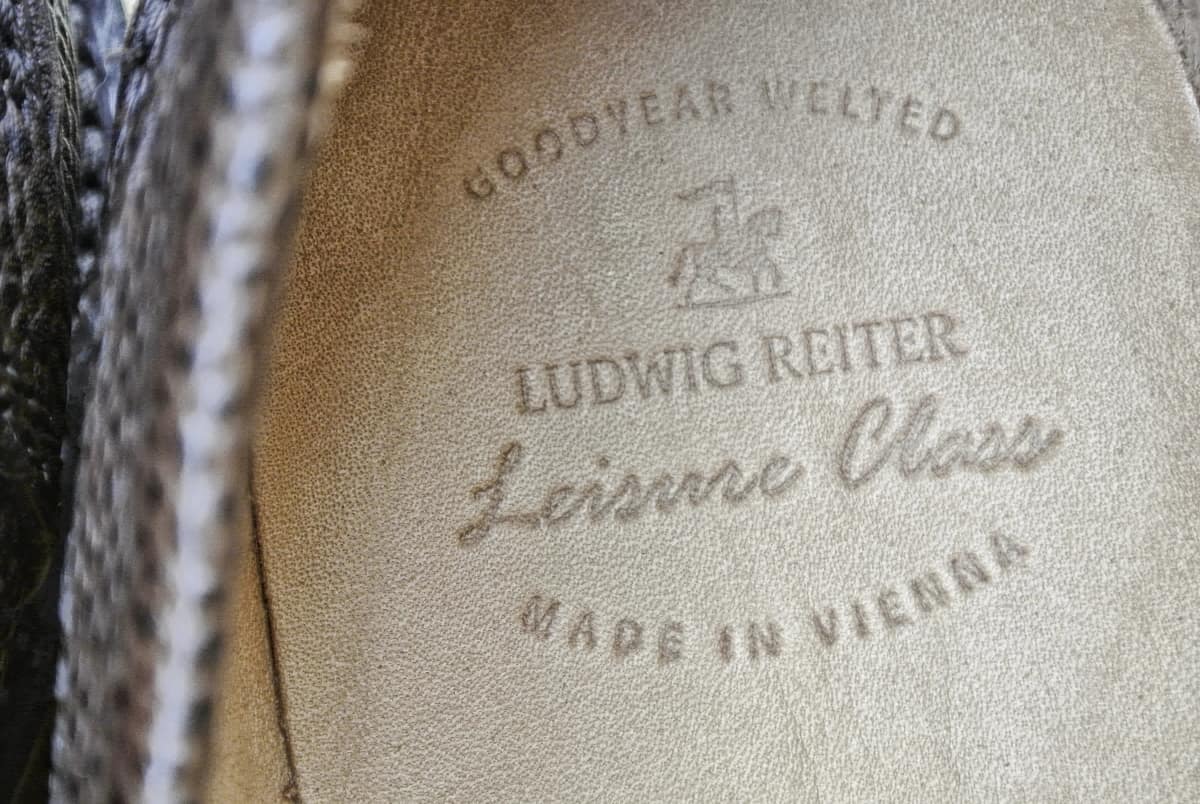 GOODYEAR WELTED
LUDWIG REITER
Leisure Class
MADE IN VIENNA